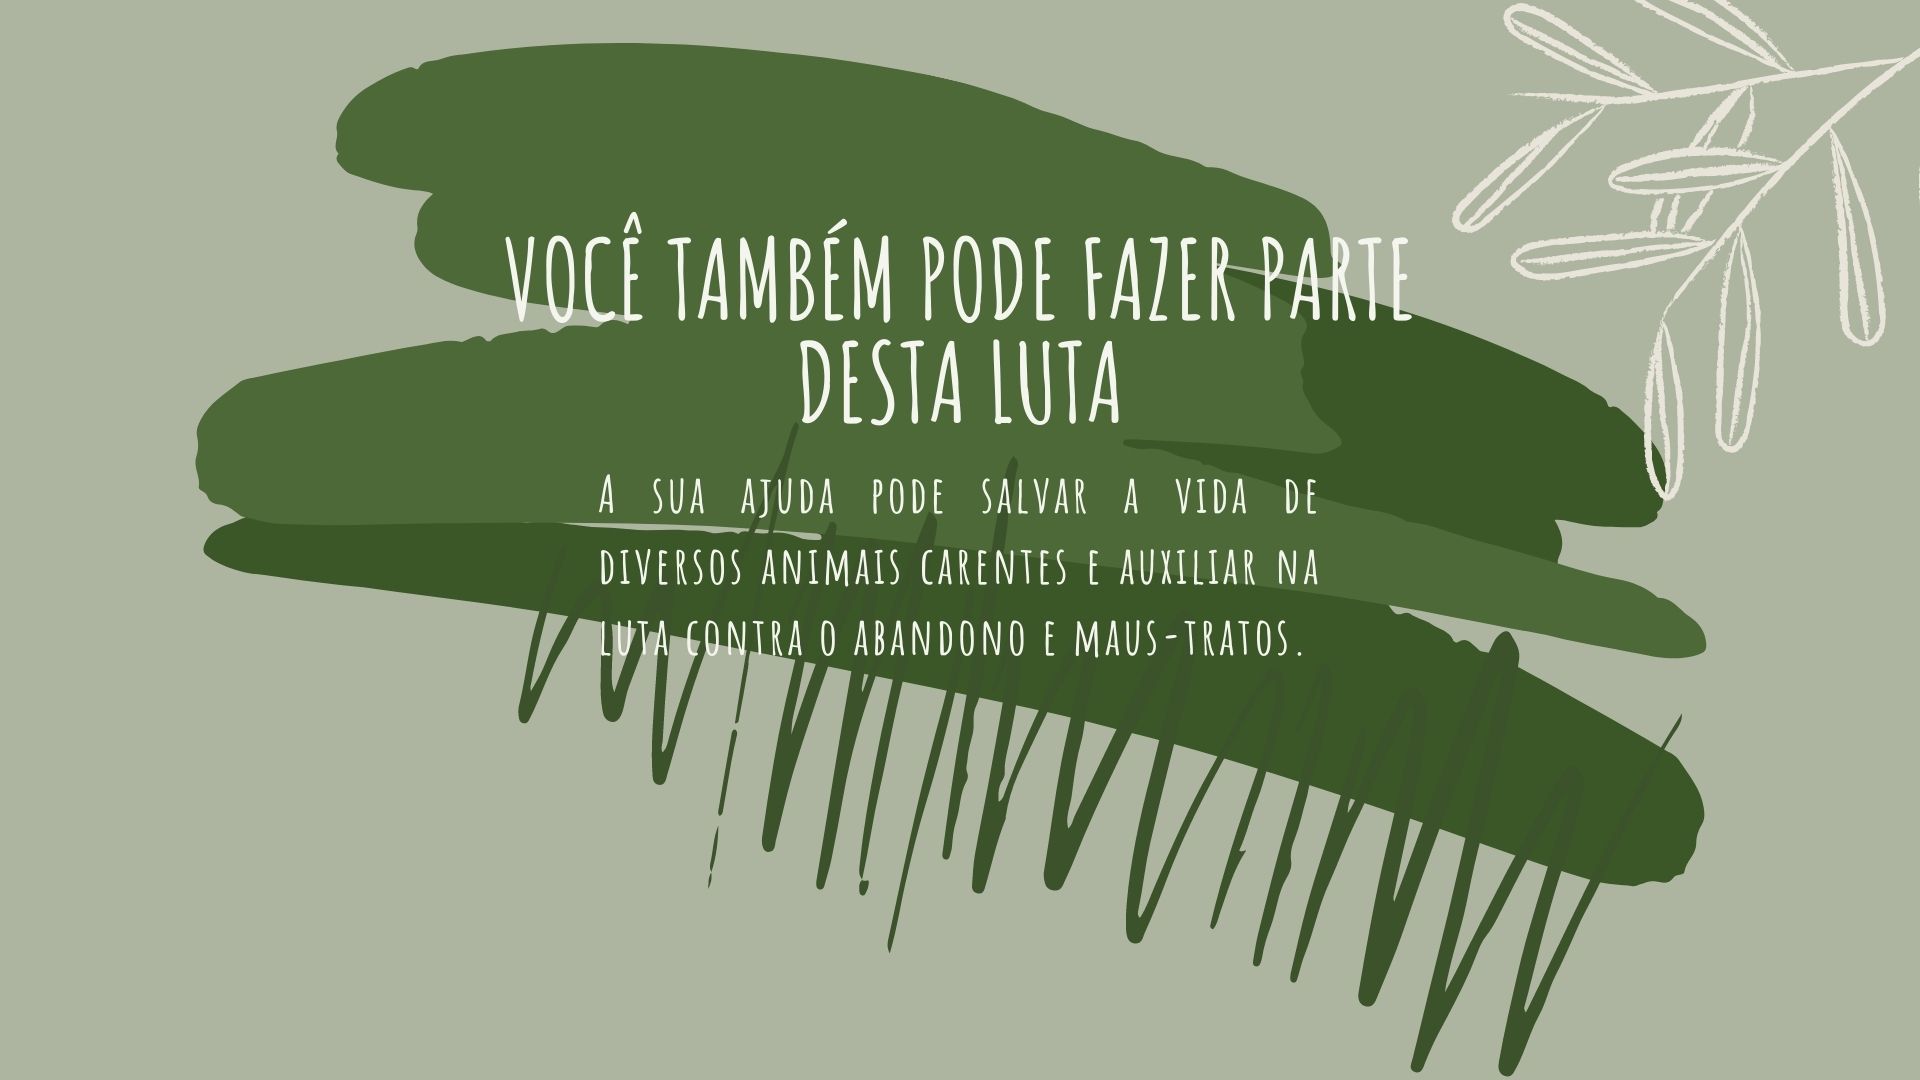 VOCÊ TAMBÉM PODE FAZER PARTE
DESTA LUTA
A SUA AJUDA PODE SALVAR A VIDA DE
DIVERSOS ANIMAIS CARENTES E AUXILIAR NA
LUTA CONTRA O ABANDONO E MAUS-TRATOS.